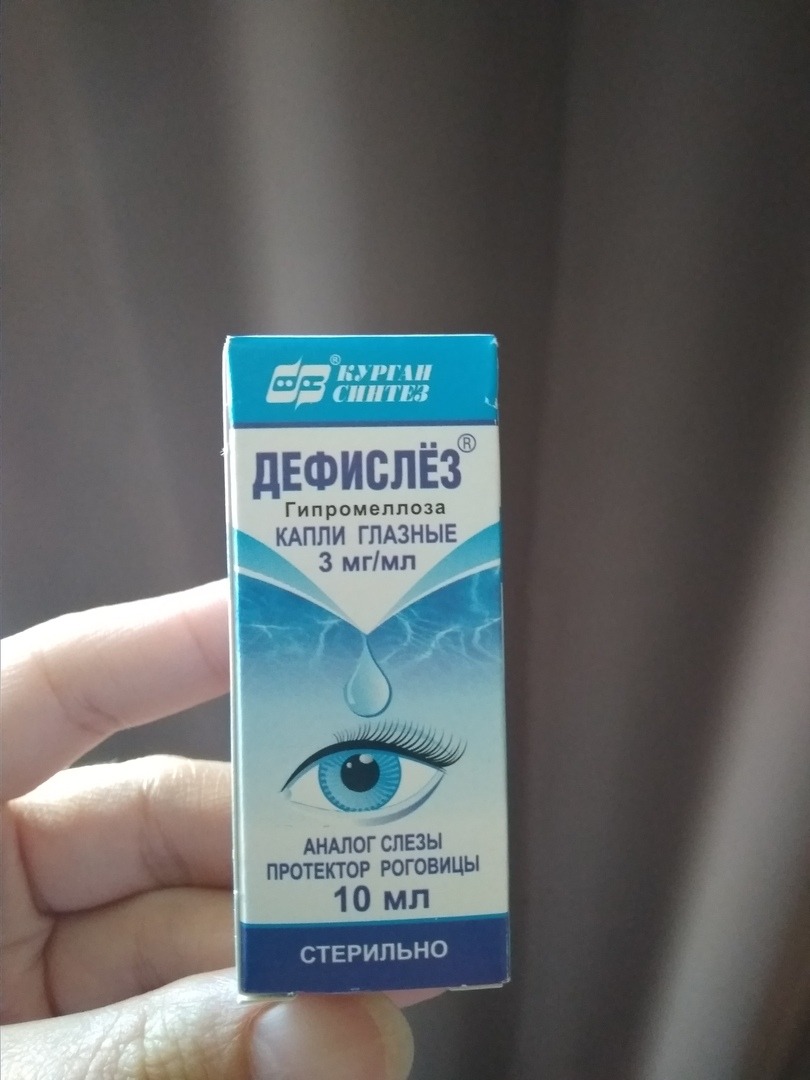 ® КУРГАН
СИНТЕЗ
ДЕФИСЛЁЗ®
Гипромеллоза
КАПЛИ ГЛАЗНЫЕ
3 мг/мл
АНАЛОГ СЛЕЗЫ
ПРОТЕКТОР РОГОВИЦЫ
10 мл
СТЕРИЛЬНО